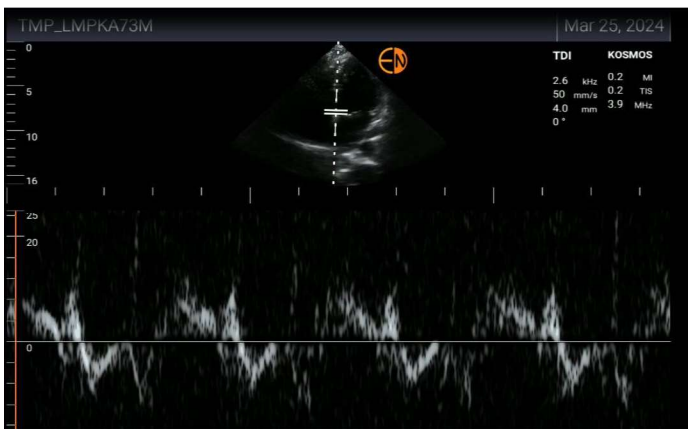 TMP_LMPKA73M
Mar 25, 2024
TDI KOSMOS
2.6 kHz 0.2 MI
50 mm/s 0.2 TIS
4.0 mm 3.9 MHz
0°
0
5
10
16
25
20
0